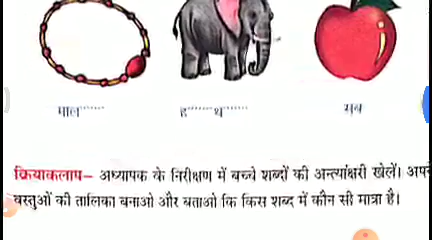 माल······ ह······थ······ सब
क्रियाकलाप– अध्यापक के निरीक्षण में बच्चे शब्दों की अन्त्याक्षरी खेलें। अपने
वस्तुओं की तालिका बनाओ और बताओ कि किस शब्द में कौन सी मात्रा है।